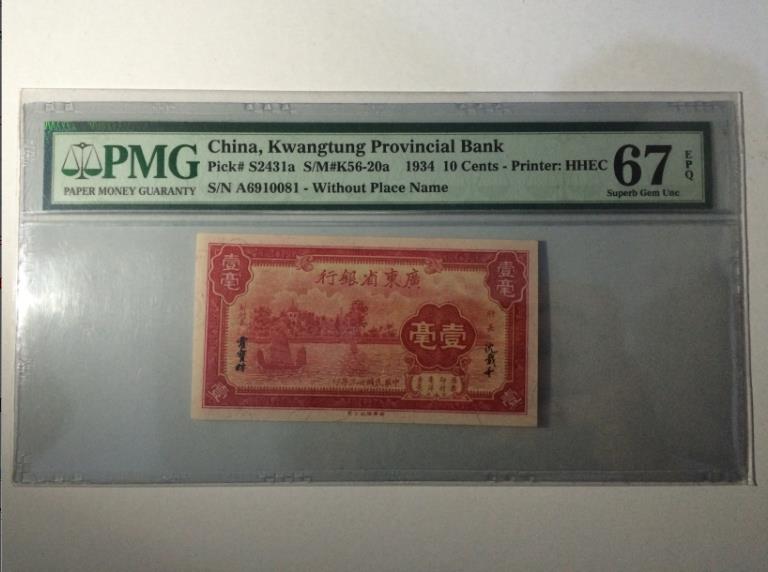 PMG
PAPER MONEY GUARANTY
China, Kwangtung Provincial Bank
Pick# S2431a S/M#K56-20a 1934 10 Cents - Printer: HHEC
S/N A6910081 - Without Place Name
67
EPQ
Superb Gem Unc
壹毫
行銀省東廣
壹毫
毫壹